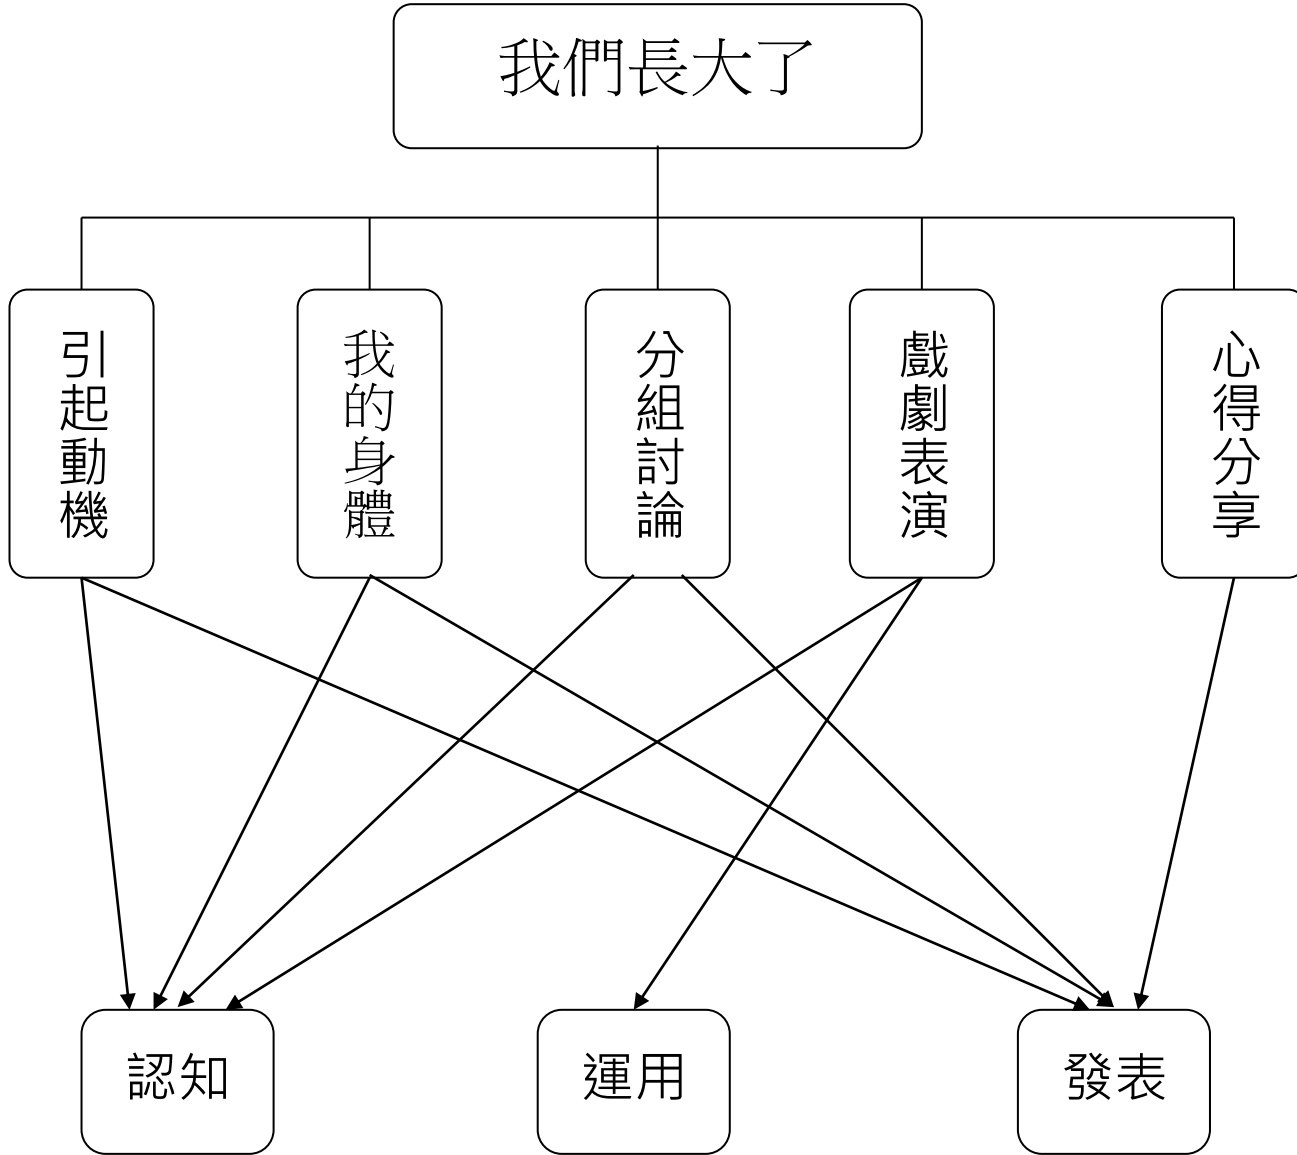 我們長大了
引起動機
我的身體
分組討論
戲劇表演
心得分享
認知
運用
發表